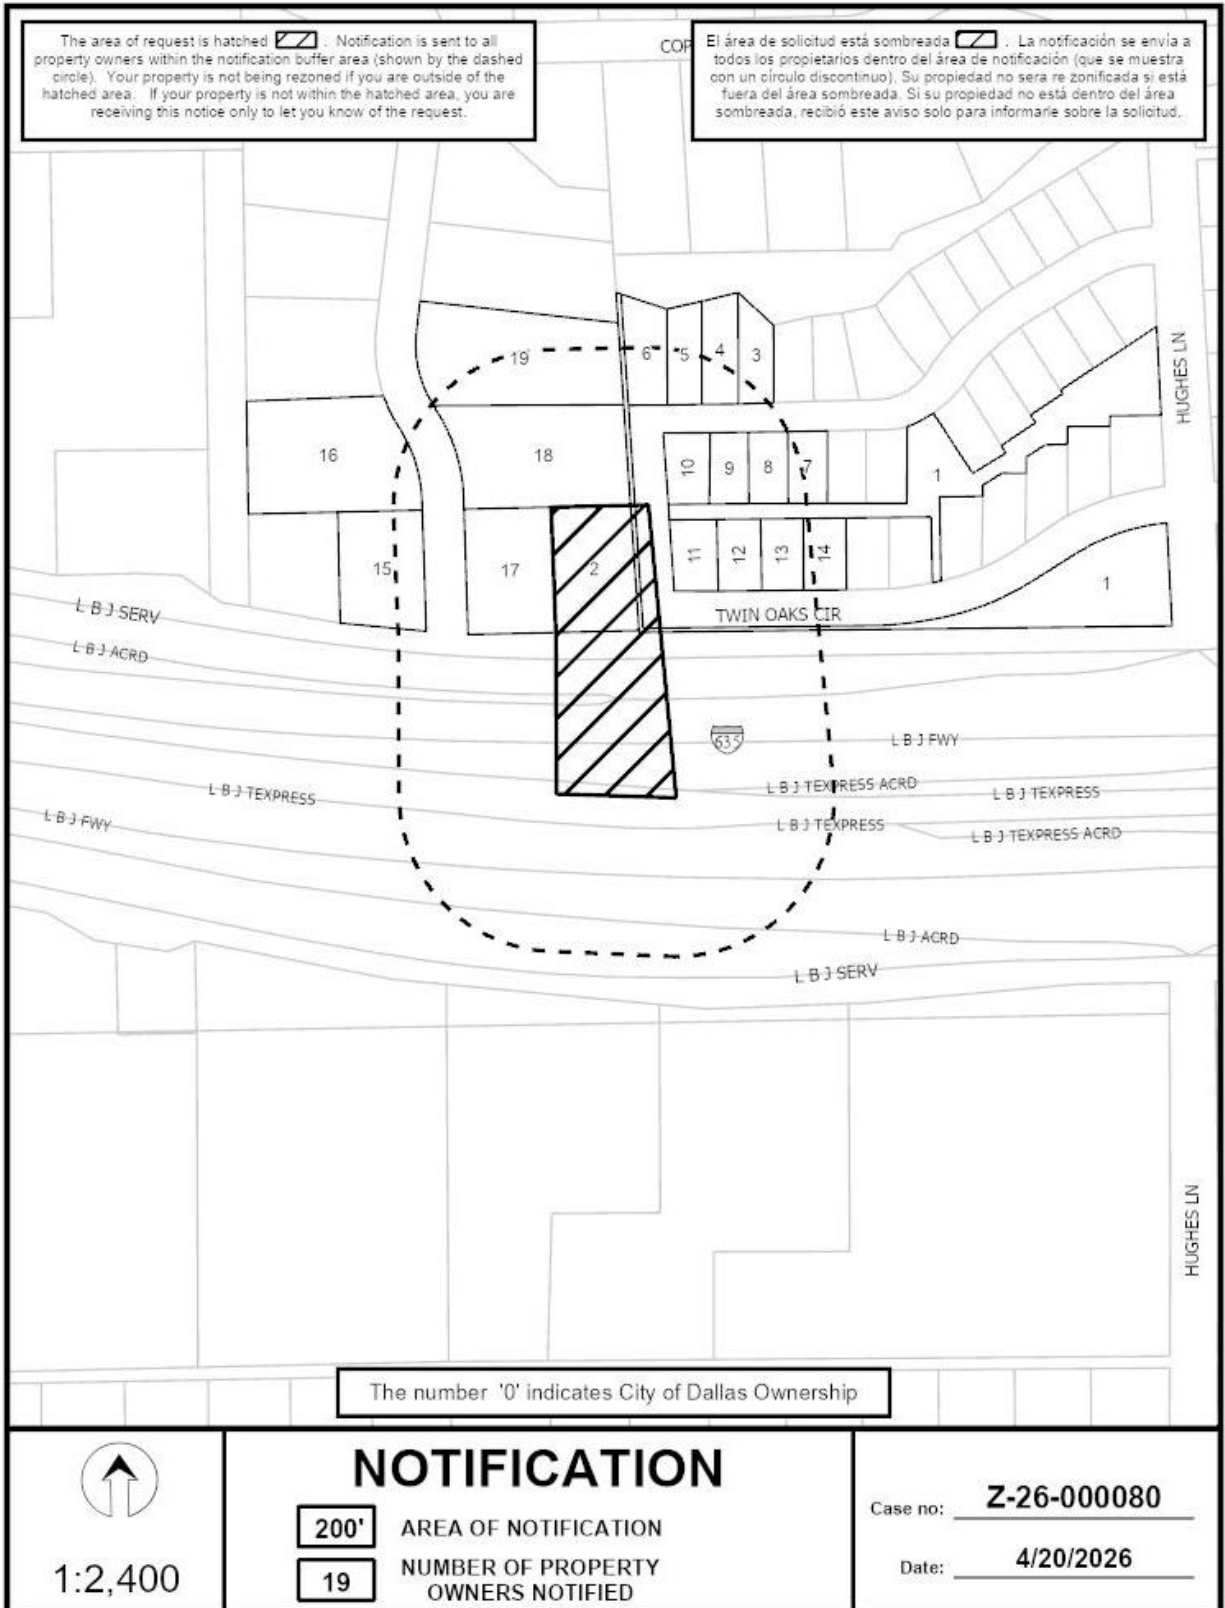 The area of request is hatched . Notification is sent to all
property owners within the notification buffer area (shown by the dashed
circle). Your property is not being rezoned if you are outside of the
hatched area. If your property is not within the hatched area, you are
receiving this notice only to let you know of the request.
COP
El área de solicitud está sombreada . La notificación se envía a
todos los propietarios dentro del área de notificación (que se muestra
con un círculo discontinuo). Su propiedad no sera re zonificada si está
fuera del área sombreada. Si su propiedad no está dentro del área
sombreada, recibió este aviso solo para informarle sobre la solicitud.
HUGHES LN
19
6
5
4
3
16
18
10
9
8
7
1
15
17
2
11
12
13
14
1
TWIN OAKS CIR
L B J SERV
L B J ACRD
635
L B J FWY
L B J TEXPRESS
L B J TEXPRESS ACRD
L B J TEXPRESS
L B J FWY
L B J TEXPRESS
L B J TEXPRESS ACRD
L B J ACRD
L B J SERV
HUGHES LN
The number '0' indicates City of Dallas Ownership
1:2,400
NOTIFICATION
200' AREA OF NOTIFICATION
19 NUMBER OF PROPERTY
OWNERS NOTIFIED
Case no: Z-26-000080
Date: 4/20/2026